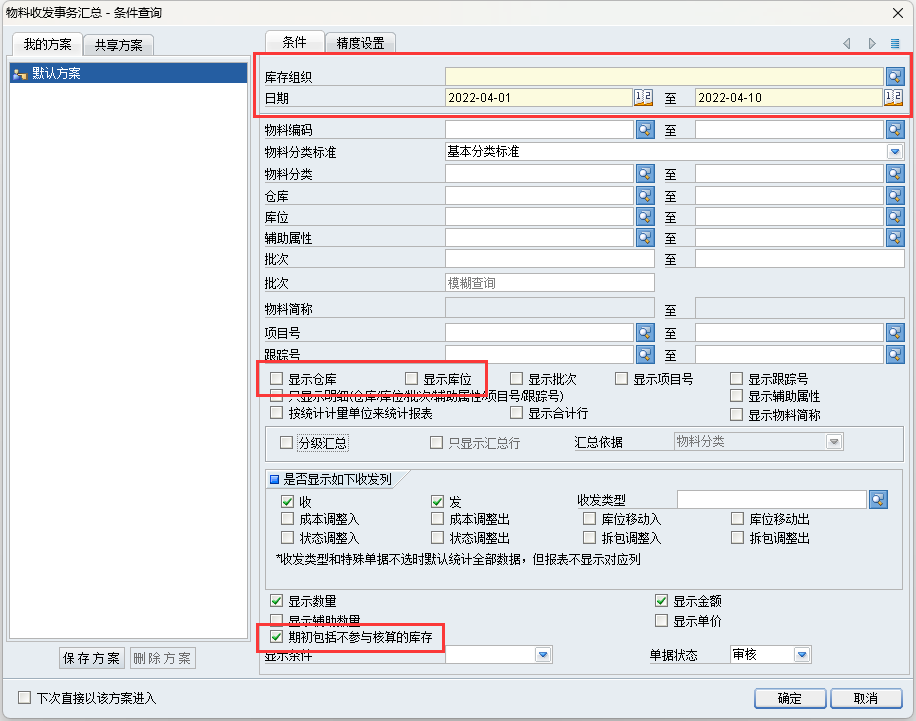 物料收发事务汇总 - 条件查询
我的方案 共享方案
默认方案
条件 精度设置
库存组织
日期 2022-04-01 12 至 2022-04-10 12
物料编码 至
物料分类标准 基本分类标准
物料分类 至
仓库 至
库位 至
辅助属性 至
批次 至
批次 模糊查询
物料简称 至
项目号 至
跟踪号 至
显示仓库 显示库位 显示批次 显示项目号 显示跟踪号
只显示明细(仓库/库位/批次/辅助属性/项目号/跟踪号) 显示辅助属性
按统计计量单位来统计报表 显示合计行 显示物料简称
分级汇总 只显示汇总行 汇总依据 物料分类
是否显示如下收发列
收 发 收发类型
成本调整入 成本调整出 库位移动入 库位移动出
状态调整入 状态调整出 拆包调整入 拆包调整出
*收发类型和特殊单据不选时默认统计全部数据，但报表不显示对应列
显示数量 显示金额
显示辅助数量 显示单价
期初包括不参与核算的库存
显示条件 单据状态 审核
保存方案 删除方案
下次直接以该方案进入 确定 取消